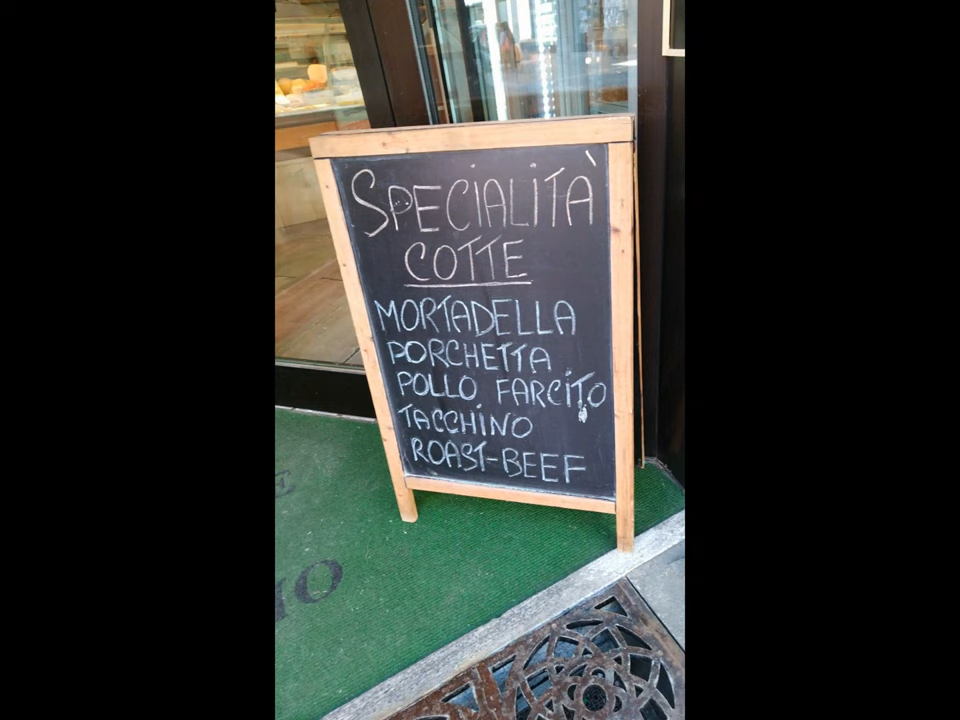 SPECIALITÀ
COTTE
MORTADELLA
PORCHETTA
POLLO FARCITO
TACCHINO
ROAST-BEEF